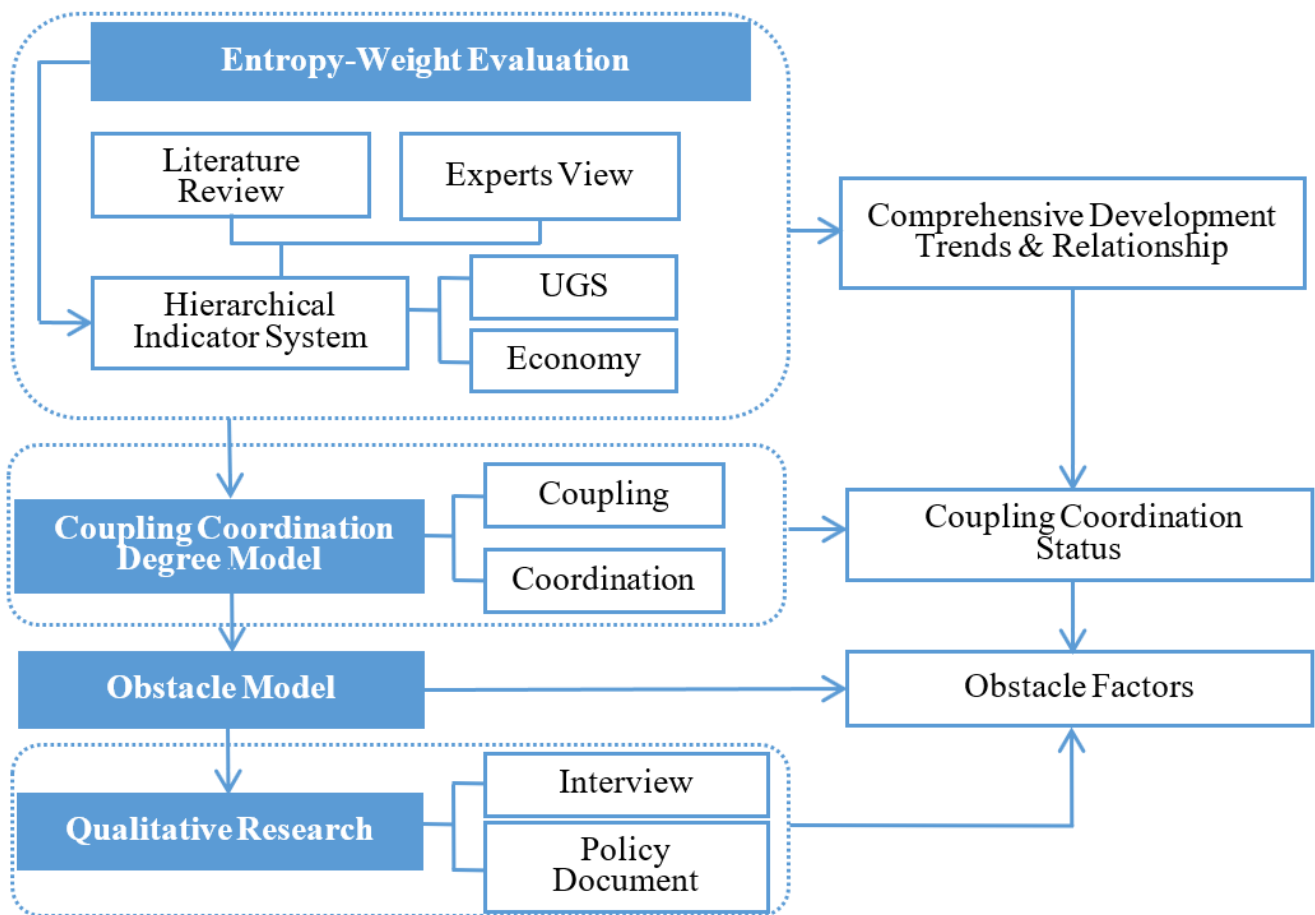 Entropy-Weight Evaluation
Literature
Review
Experts View
Hierarchical
Indicator System
UGS
Economy
Comprehensive Development
Trends & Relationship
Coupling Coordination
Degree Model
Coupling
Coordination
Coupling Coordination
Status
Obstacle Model
Obstacle Factors
Qualitative Research
Interview
Policy
Document